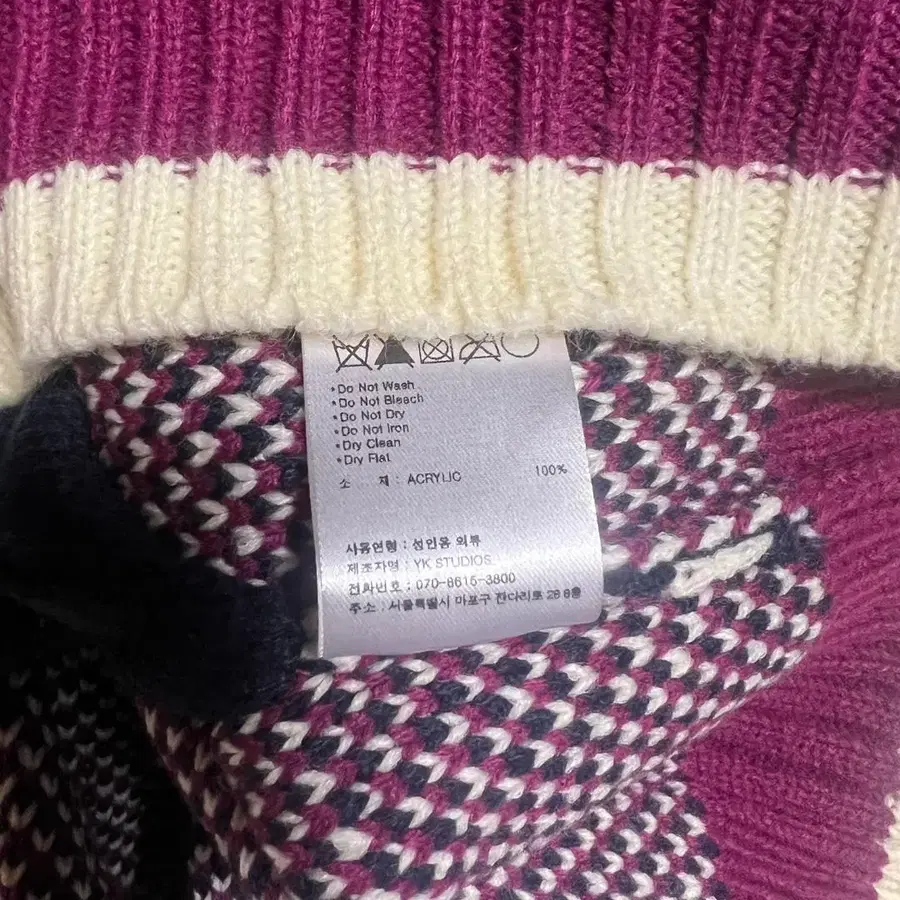 *Do Not Wash
*Do Not Bleach
*Do Not Dry
*Do Not Iron
*Dry Clean
*Dry Flat
소 재 : ACRYLIC 100%
사용연령 : 성인용 의류
제조자명 : YK STUDIOS
전화번호 : 070-8615-3800
주소 : 서울특별시 마포구 잔다리로 28 8층